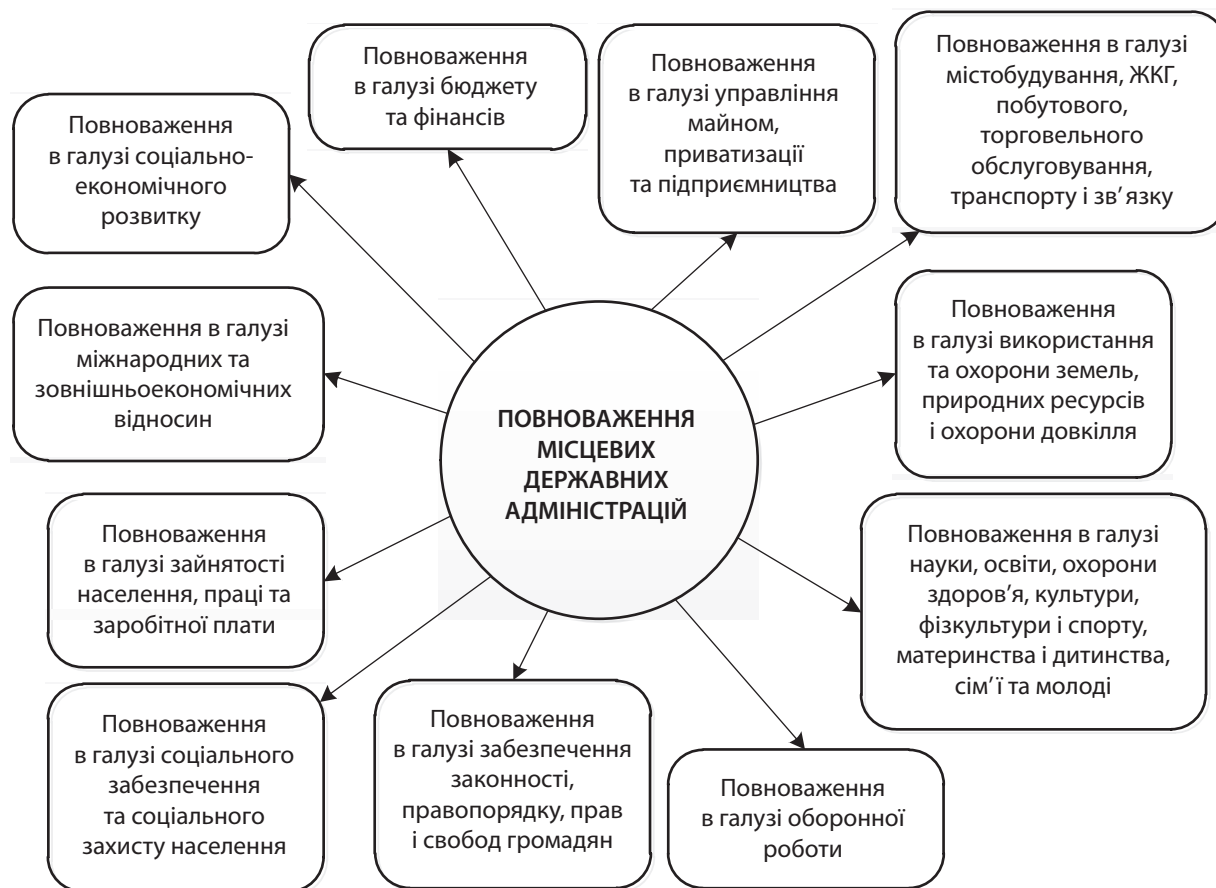 Повноваження
в галузі соціально-
економічного
розвитку
Повноваження
в галузі бюджету
та фінансів
Повноваження
в галузі управління
майном,
приватизації
та підприємництва
Повноваження в галузі
містобудування, ЖКГ,
побутового,
торговельного
обслуговування,
транспорту і зв’язку
Повноваження в галузі
міжнародних та
зовнішньоекономічних
відносин
ПОВНОВАЖЕННЯ
МІСЦЕВИХ
ДЕРЖАВНИХ
АДМІНІСТРАЦІЙ
Повноваження
в галузі використання
та охорони земель,
природних ресурсів
і охорони довкілля
Повноваження
в галузі зайнятості
населення, праці та
заробітної плати
Повноваження в галузі
науки, освіти, охорони
здоров’я, культури,
фізкультури і спорту,
материнства і дитинства,
сім’ї та молоді
Повноваження
в галузі соціального
забезпечення
та соціального
захисту населення
Повноваження
в галузі забезпечення
законності,
правопорядку, прав
і свобод громадян
Повноваження
в галузі оборонної
роботи